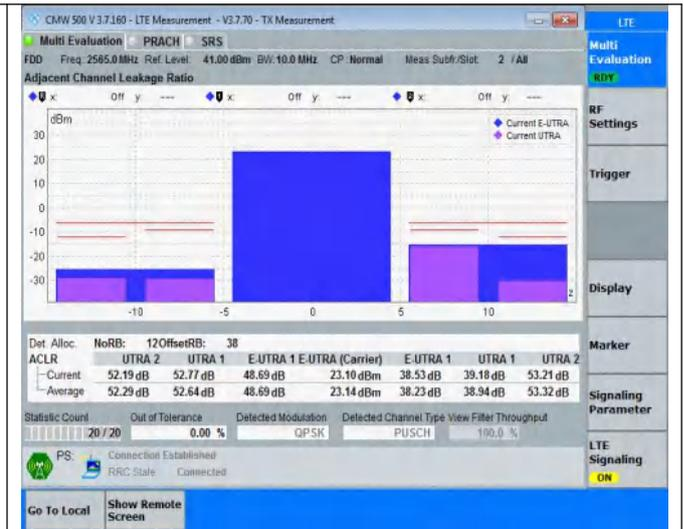 CMW 500 V 3.7.160 - LTE Measurement - V3.7.70 - TX Measurement
LTE
Multi Evaluation PRACH SRS
Multi Evaluation
RDY
FDD Freq.:2565.0 MHz Ref. Level: 41.00 dBm BW: 10.0 MHz CP: Normal Meas Subfr./Slot: 2 / All
Adjacent Channel Leakage Ratio
x: Off y: --- x: Off y: --- x: Off y: ---
RF Settings
dBm
Current E-UTRA
Current UTRA
30
20
10
0
-10
-20
-30
Trigger
-10 -5 0 5 10
Display
Det. Alloc. NoRB: 12 OffsetRB: 38
Marker
ACLR UTRA 2 UTRA 1 E-UTRA 1 E-UTRA (Carrier) E-UTRA 1 UTRA 1 UTRA 2
Current 52.19 dB 52.77 dB 48.69 dB 23.10 dBm 38.53 dB 39.18 dB 53.21 dB
Average 52.29 dB 52.64 dB 48.69 dB 23.14 dBm 38.23 dB 38.94 dB 53.32 dB
Signaling Parameter
Statistic Count Out of Tolerance Detected Modulation Detected Channel Type View Filter Throughput
20 / 20 0.00 % QPSK PUSCH 100.0 %
PS: Connection Established
RRC State Connected
LTE Signaling
ON
Go To Local Show Remote Screen